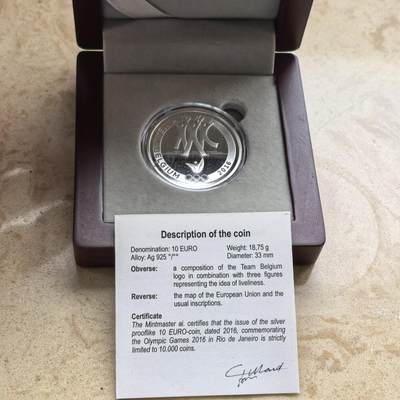 TEAM BELGIUM 2016
Description of the coin
Denomination: 10 EURO Weight: 18,75 g
Alloy: Ag 925 °/°° Diameter: 33 mm
Obverse: a composition of the Team Belgium
logo in combination with three figures
representing the idea of liveliness.
Reverse: the map of the European Union and the
usual inscriptions.
Certificate
The Mintmaster ai. certifies that the issue of the silver
prooflike 10 EURO-coin, dated 2016, commemorating
the Olympic Games 2016 in Rio de Janeiro is strictly
limited to 10.000 coins.